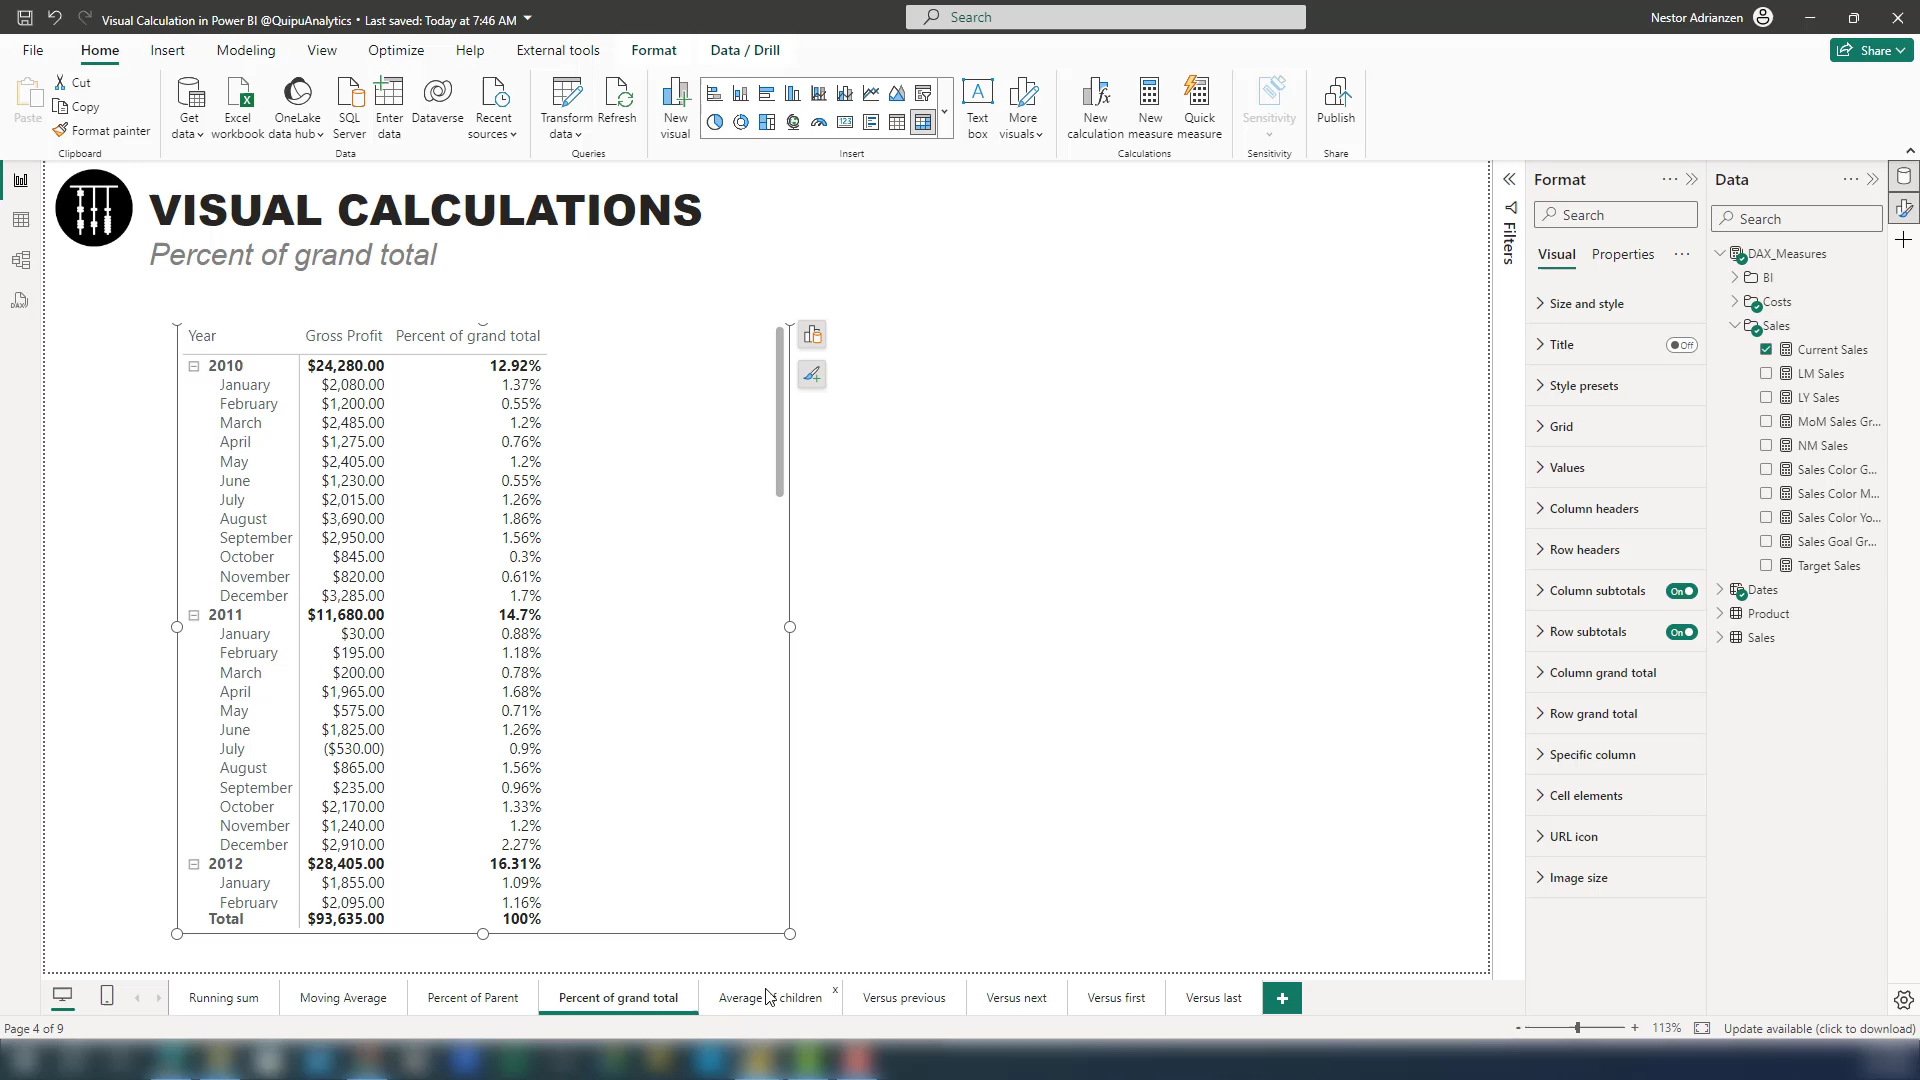 Visual Calculation in Power BI @QuipuAnalytics • Last saved: Today at 7:46 AM
Search
Nestor Adrianzen
File
Home
Insert
Modeling
View
Optimize
Help
External tools
Format
Data / Drill
Share
Paste
Cut
Copy
Format painter
Clipboard
Get data
Excel workbook
OneLake data hub
SQL Server
Enter data
Dataverse
Recent sources
Data
Transform data
Refresh
Queries
New visual
Text box
More visuals
Insert
New calculation
New measure
Quick measure
Calculations
Sensitivity
Sensitivity
Publish
Share
VISUAL CALCULATIONS
Percent of grand total
Year Gross Profit Percent of grand total
2010 $24,280.00 12.92%
January $2,080.00 1.37%
February $1,200.00 0.55%
March $2,485.00 1.2%
April $1,275.00 0.76%
May $2,405.00 1.2%
June $1,230.00 0.55%
July $2,015.00 1.26%
August $3,690.00 1.86%
September $2,950.00 1.56%
October $845.00 0.3%
November $820.00 0.61%
December $3,285.00 1.7%
2011 $11,680.00 14.7%
January $30.00 0.88%
February $195.00 1.18%
March $200.00 0.78%
April $1,965.00 1.68%
May $575.00 0.71%
June $1,825.00 1.26%
July ($530.00) 0.9%
August $865.00 1.56%
September $235.00 0.96%
October $2,170.00 1.33%
November $1,240.00 1.2%
December $2,910.00 2.27%
2012 $28,405.00 16.31%
January $1,855.00 1.09%
February $2,095.00 1.16%
Total $93,635.00 100%
Filters
Format
Search
Visual
Properties
Size and style
Title Off
Style presets
Grid
Values
Column headers
Row headers
Column subtotals On
Row subtotals On
Column grand total
Row grand total
Specific column
Cell elements
URL icon
Image size
Data
Search
DAX_Measures
BI
Costs
Sales
Current Sales
LM Sales
LY Sales
MoM Sales Gr...
NM Sales
Sales Color G...
Sales Color M...
Sales Color Yo...
Sales Goal Gr...
Target Sales
Dates
Product
Sales
Running sum
Moving Average
Percent of Parent
Percent of grand total
Average of children
Versus previous
Versus next
Versus first
Versus last
Page 4 of 9
113%
Update available (click to download)